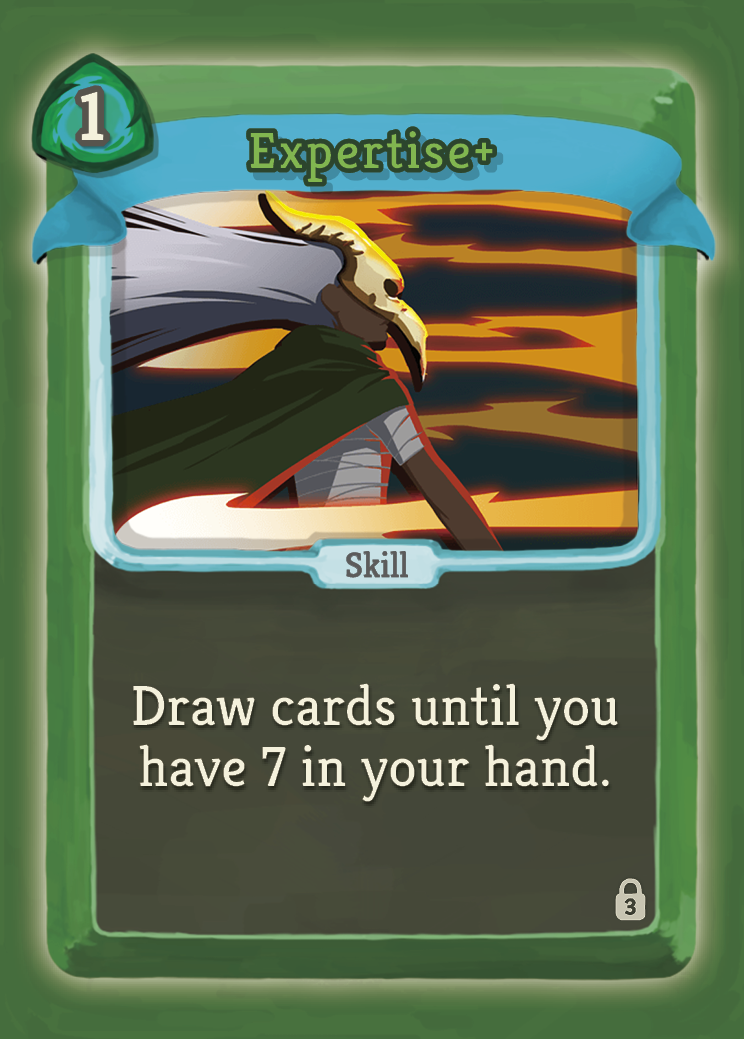 1
Expertise+
Skill
Draw cards until you
have 7 in your hand.
3